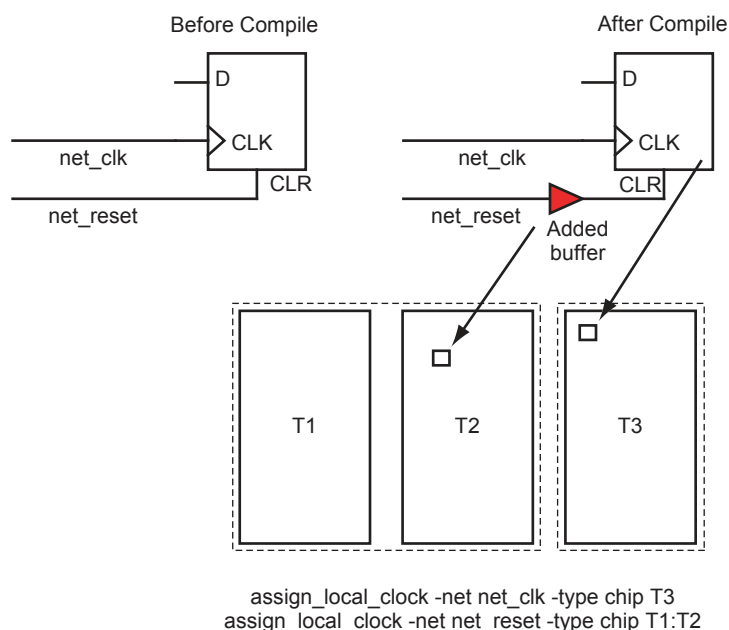 Before Compile
After Compile
D
D
CLK
CLK
net_clk
net_clk
CLR
CLR
net_reset
net_reset
Added
buffer
T1
T2
T3
assign_local_clock -net net_clk -type chip T3
assign_local_clock -net net_reset -type chip T1:T2